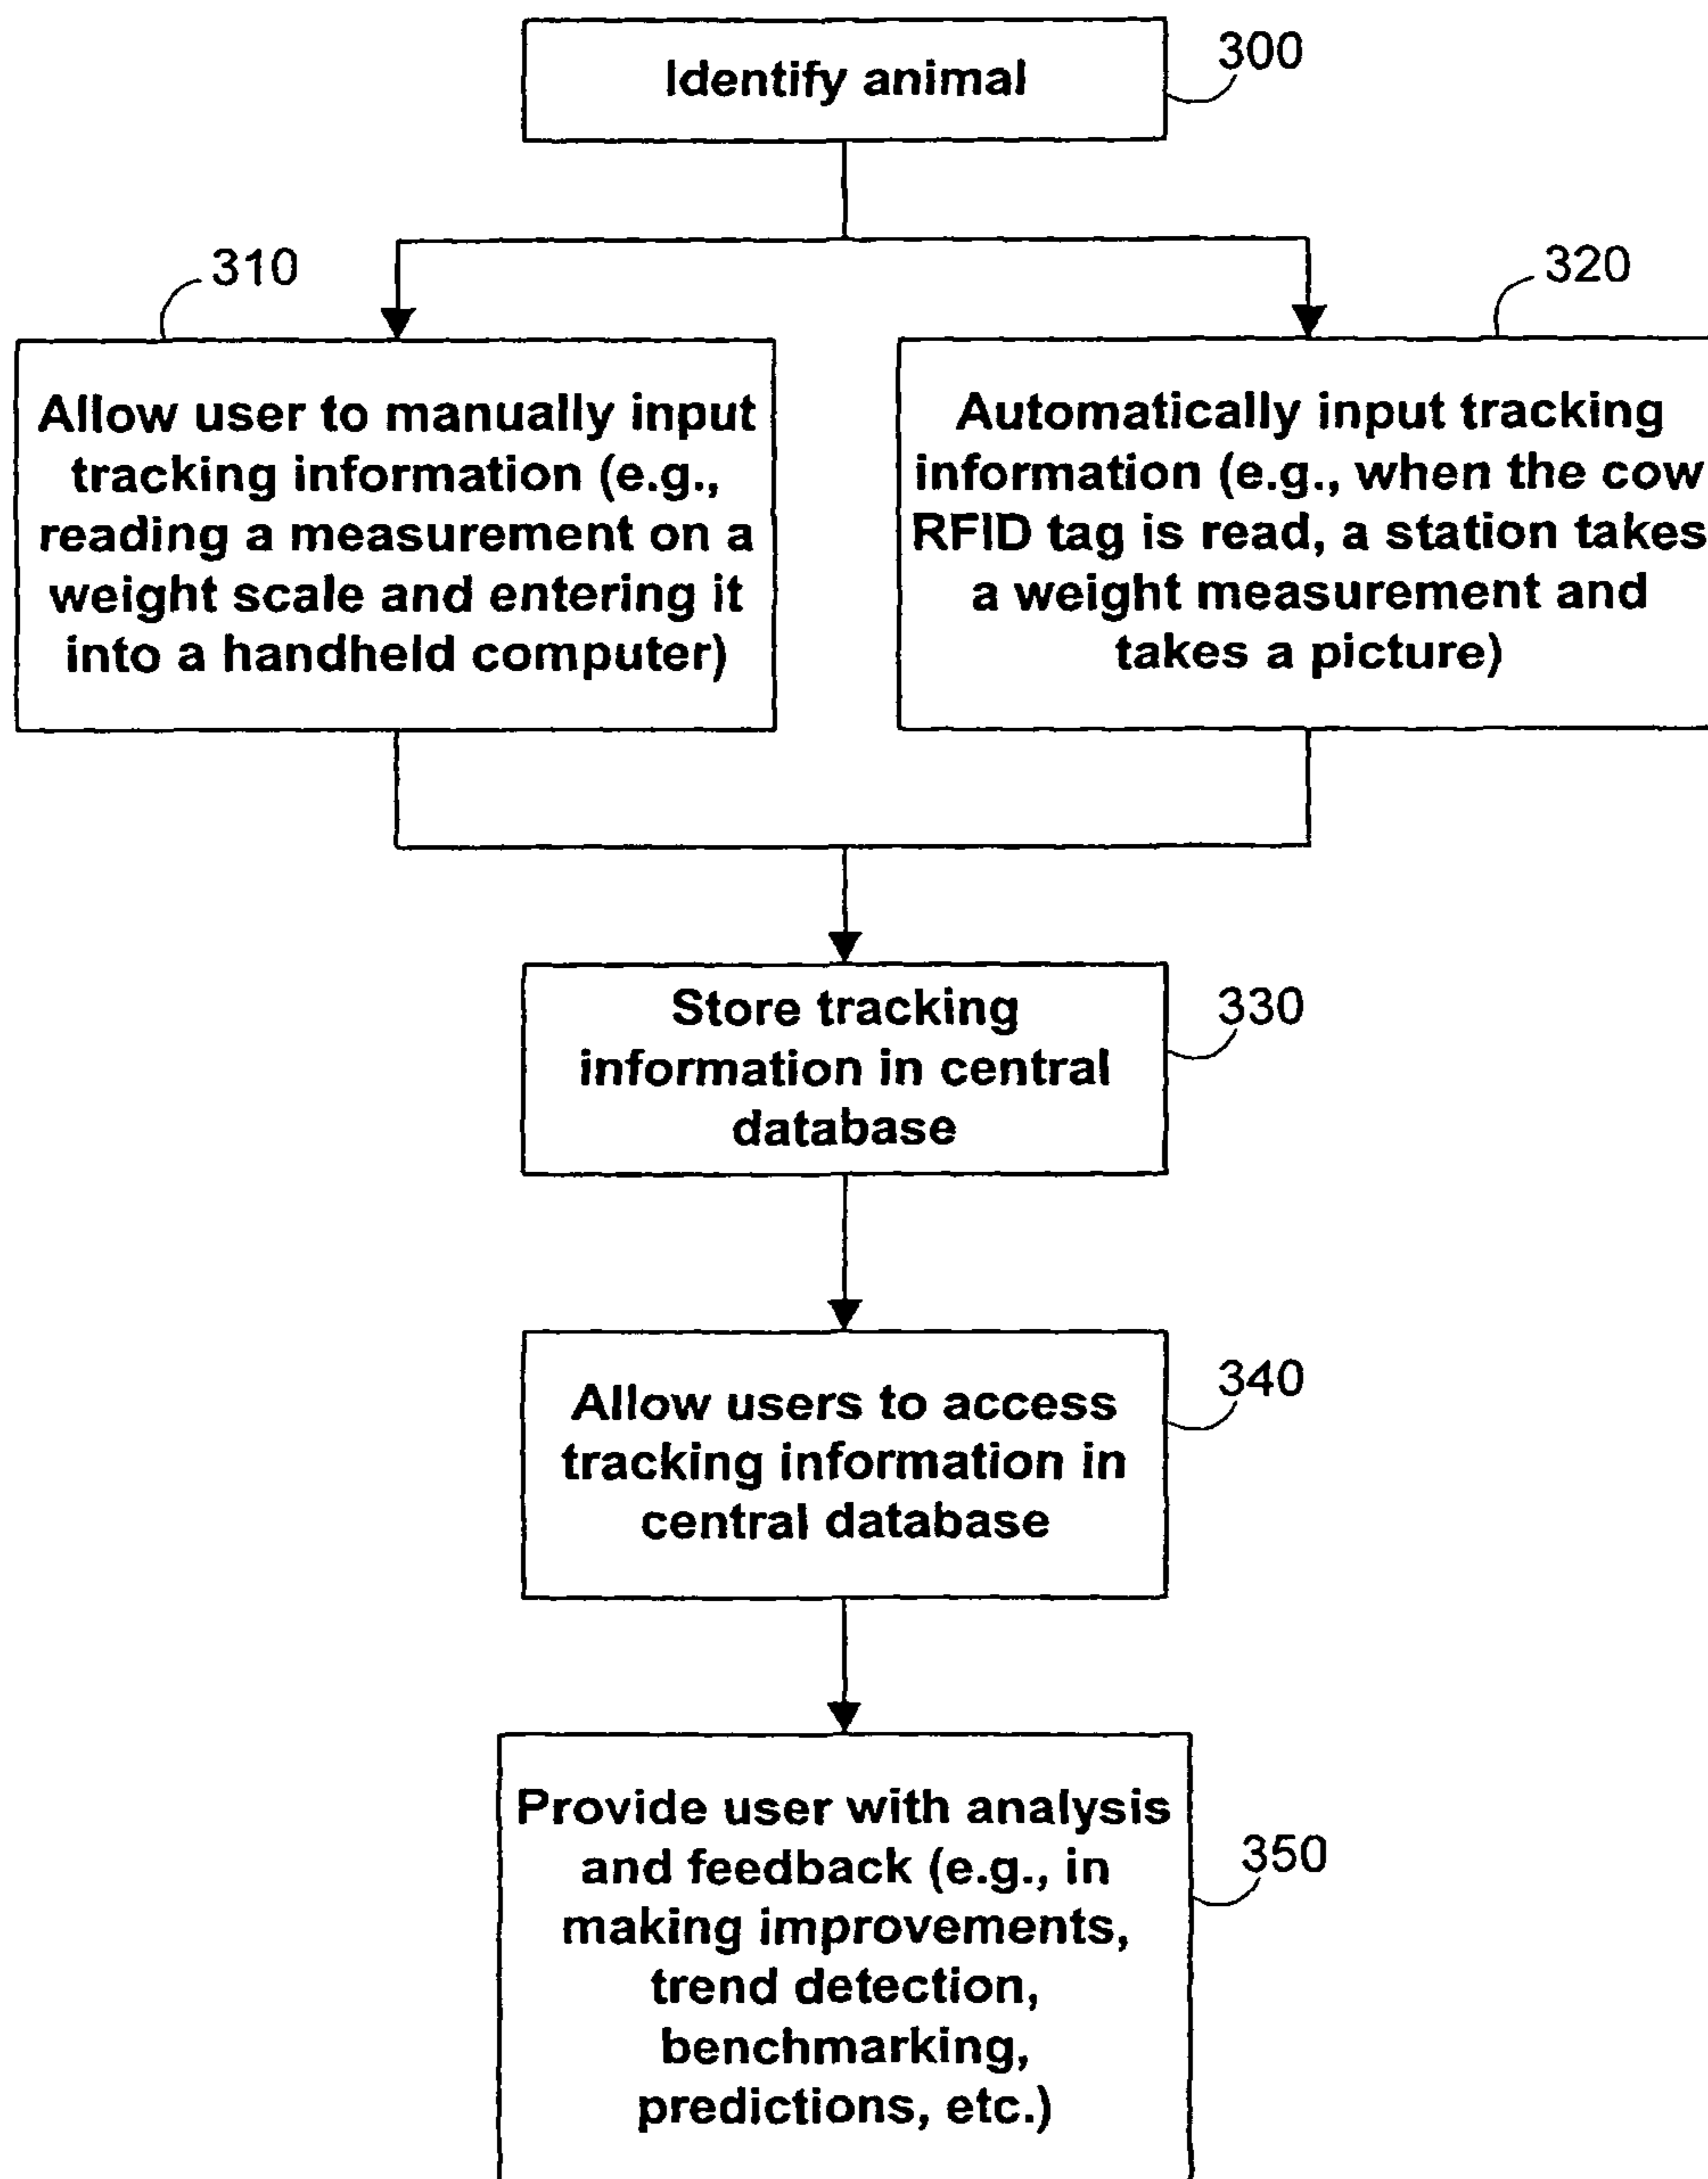 Identify animal
300
310
Allow user to manually input
tracking information (e.g.,
reading a measurement on a
weight scale and entering it
into a handheld computer)
320
Automatically input tracking
information (e.g., when the cow
RFID tag is read, a station takes
a weight measurement and
takes a picture)
Store tracking
information in central
database
330
Allow users to access
tracking information in
central database
340
Provide user with analysis
and feedback (e.g., in
making improvements,
trend detection,
benchmarking,
predictions, etc.)
350